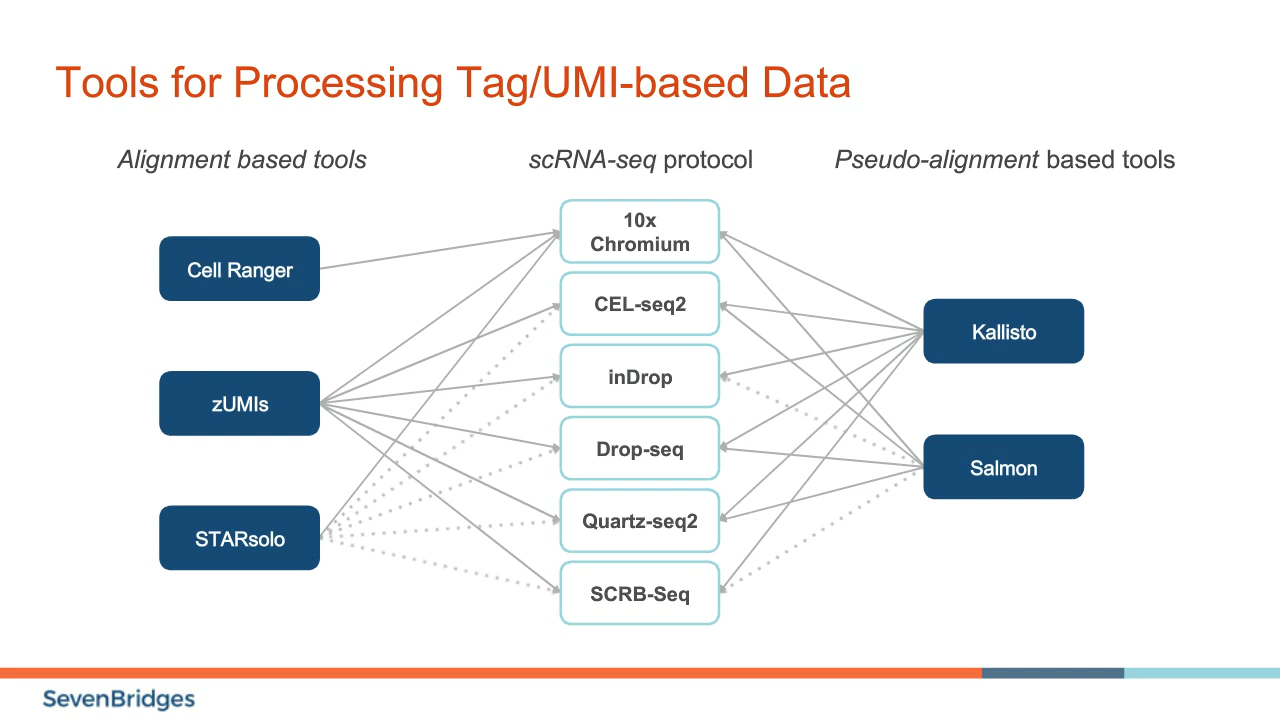 Tools for Processing Tag/UMI-based Data
Alignment based tools
scRNA-seq protocol
Pseudo-alignment based tools
10x
Chromium
Cell Ranger
CEL-seq2
Kallisto
inDrop
zUMIs
Drop-seq
Salmon
Quartz-seq2
STARsolo
SCRB-Seq
SevenBridges